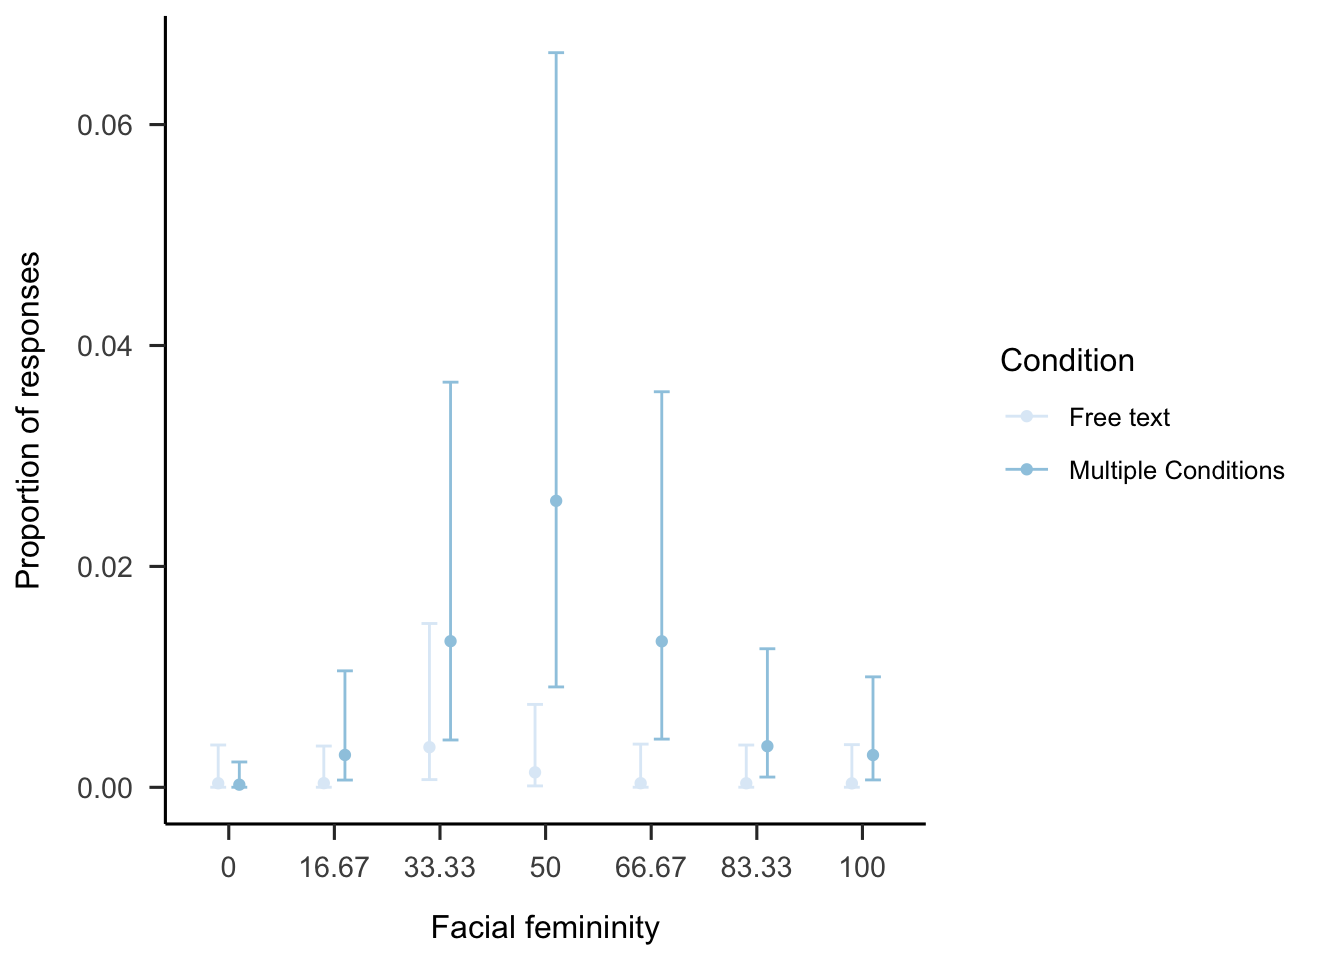 0.06
0.04
0.02
0.00
Proportion of responses
0 16.67 33.33 50 66.67 83.33 100
Facial femininity
Condition
Free text
Multiple Conditions